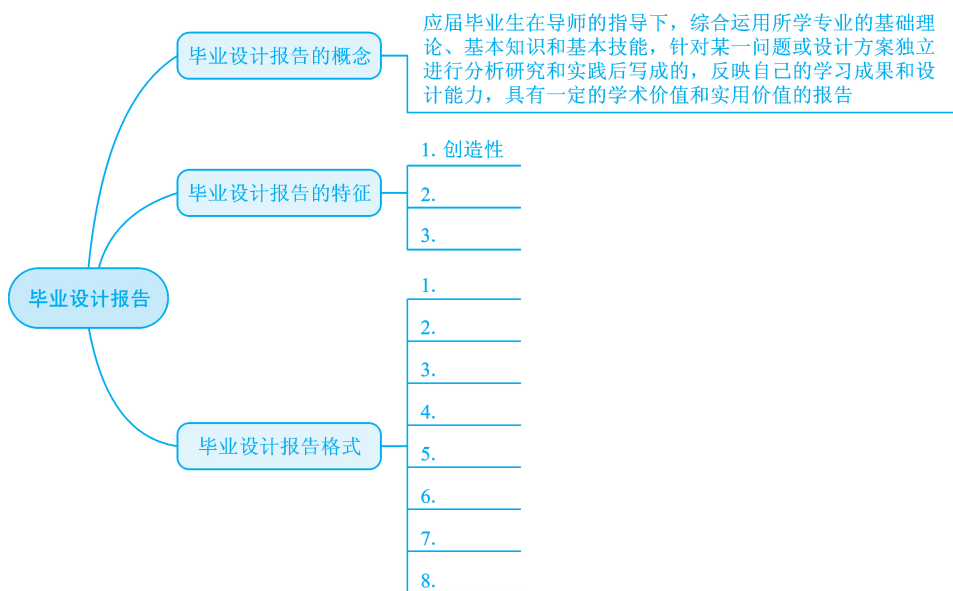 毕业设计报告的概念
应届毕业生在导师的指导下，综合运用所学专业的基础理
论、基本知识和基本技能，针对某一问题或设计方案独立
进行分析研究和实践后写成的，反映自己的学习成果和设
计能力，具有一定的学术价值和实用价值的报告
毕业设计报告的特征
1. 创造性
2.
3.
毕业设计报告
毕业设计报告格式
1.
2.
3.
4.
5.
6.
7.
8.